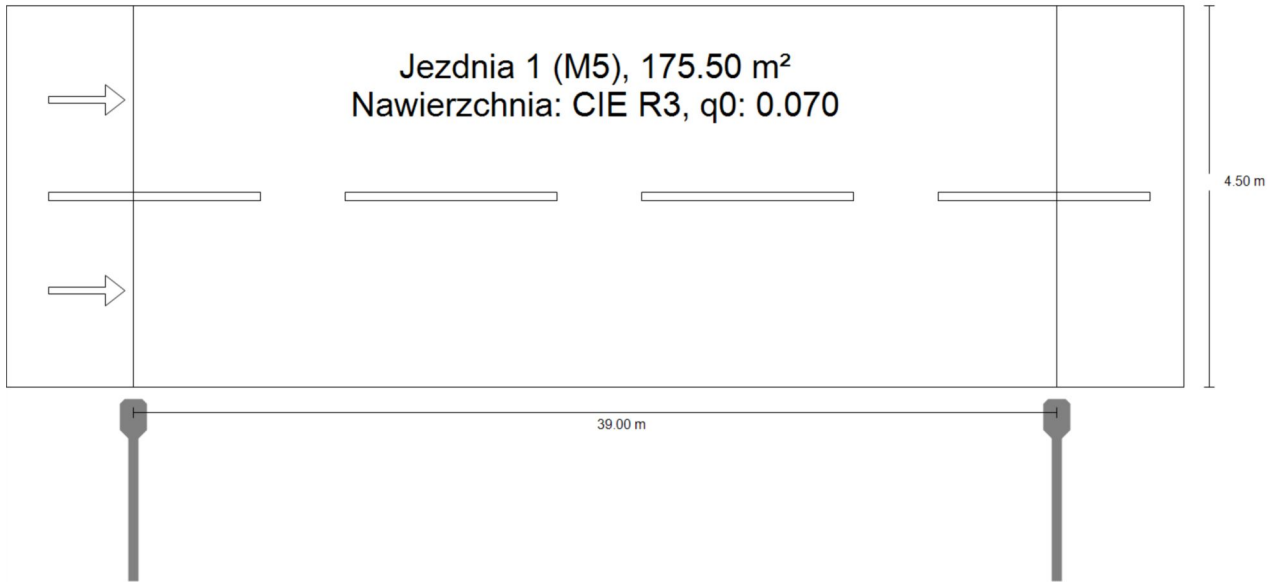 Jezdnia 1 (M5), 175.50 m²
Nawierzchnia: CIE R3, q0: 0.070
4.50 m
39.00 m